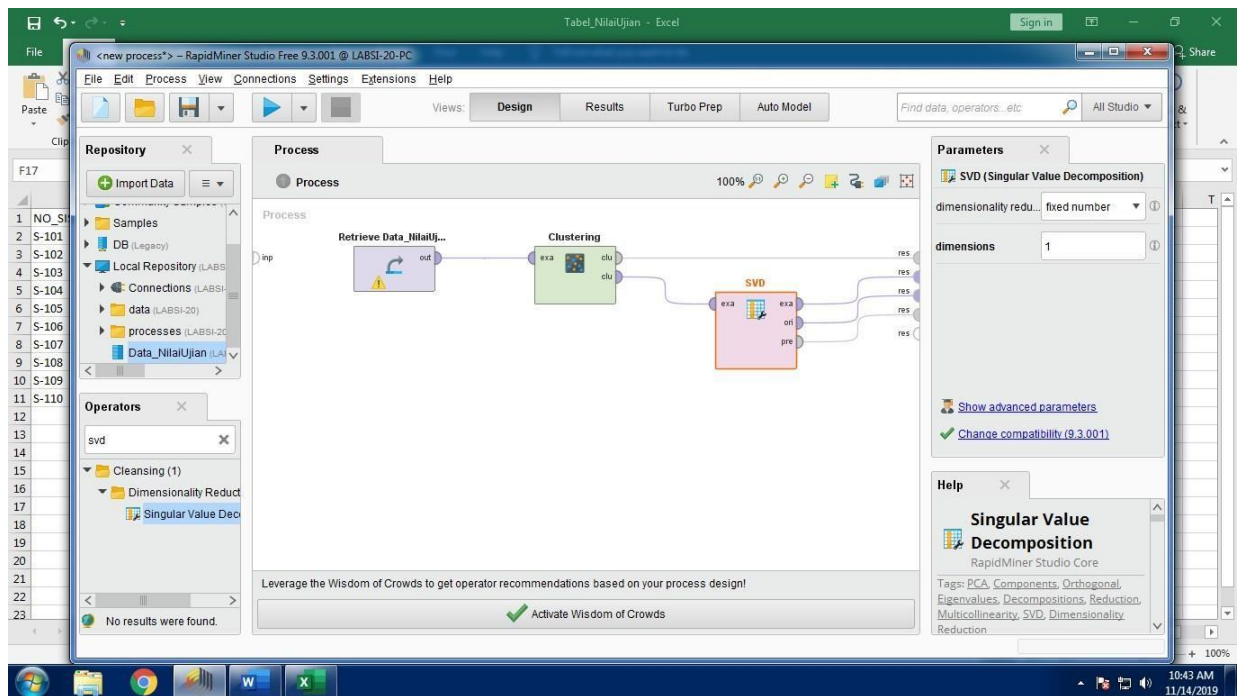 Tabel_NilaiUjian - Excel
Sign in
File
Share
<new process*> – RapidMiner Studio Free 9.3.001 @ LABSI-20-PC
File Edit Process View Connections Settings Extensions Help
Paste
Views: Design Results Turbo Prep Auto Model
Find data, operators...etc
All Studio
&
Clip
F17
Repository
Import Data
Samples
DB (Legacy)
Local Repository (LABS
Connections (LABSI-
data (LABSI-20)
processes (LABSI-20
Data_NilaiUjian (LA
Operators
svd
Cleansing (1)
Dimensionality Reduct
Singular Value Deco
No results were found.
Process
Process
100%
Process
inp
Retrieve Data_NilaiUj...
out
Clustering
exa
clu
clu
SVD
exa
exa
ori
pre
res
res
res
res
res
Leverage the Wisdom of Crowds to get operator recommendations based on your process design!
Activate Wisdom of Crowds
Parameters
SVD (Singular Value Decomposition)
dimensionality redu... fixed number
dimensions 1
Show advanced parameters
Change compatibility (9.3.001)
Help
Singular Value
Decomposition
RapidMiner Studio Core
Tags: PCA, Components, Orthogonal,
Eigenvalues, Decompositions, Reduction,
Multicollinearity, SVD, Dimensionality
Reduction
T
1 NO_SI
2 S-101
3 S-102
4 S-103
5 S-104
6 S-105
7 S-106
8 S-107
9 S-108
10 S-109
11 S-110
12
13
14
15
16
17
18
19
20
21
22
23
+ 100%
10:43 AM
11/14/2019